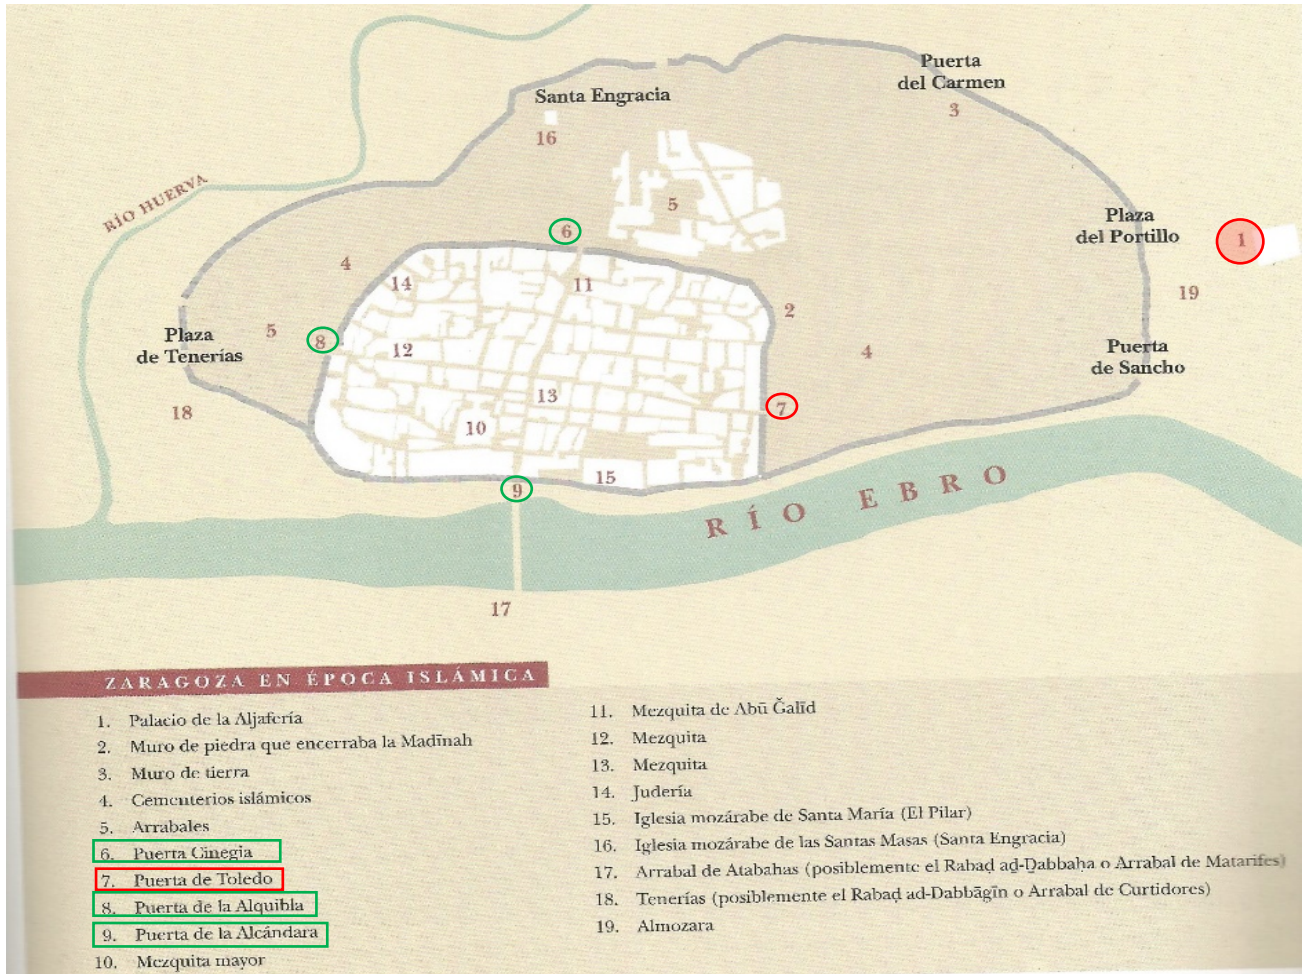 Puerta
del Carmen
3
Santa Engracia
16
RÍO HUERVA
5
Plaza
del Portillo
1
6
4
14
11
19
2
5
Plaza
de Tenerías
8
12
4
Puerta
de Sancho
13
7
18
10
15
9
RÍO EBRO
17
ZARAGOZA EN ÉPOCA ISLÁMICA
1. Palacio de la Aljafería
2. Muro de piedra que encerraba la Madīnah
3. Muro de tierra
4. Cementerios islámicos
5. Arrabales
6. Puerta Cinegia
7. Puerta de Toledo
8. Puerta de la Alquibla
9. Puerta de la Alcándara
10. Mezquita mayor
11. Mezquita de Abū Ğalīd
12. Mezquita
13. Mezquita
14. Judería
15. Iglesia mozárabe de Santa María (El Pilar)
16. Iglesia mozárabe de las Santas Masas (Santa Engracia)
17. Arrabal de Atabahas (posiblemente el Rabaḍ aḍ-Ḍabbaḥa o Arrabal de Matarifes)
18. Tenerías (posiblemente el Rabaḍ ad-Dabbāgīn o Arrabal de Curtidores)
19. Almozara